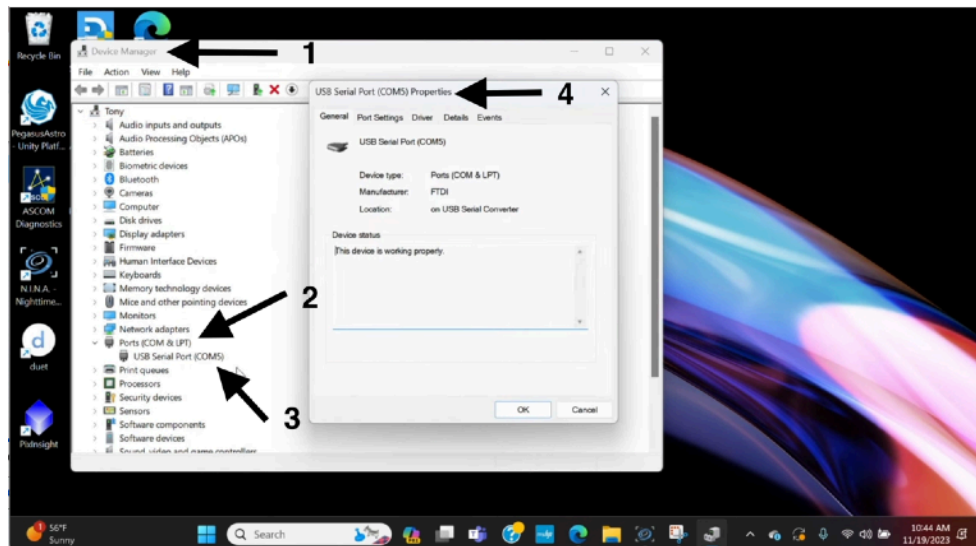 Recycle Bin
PegasusAstro
- Unity Platf...
ASCOM
Diagnostics
N.I.N.A. -
Nighttime...
duet
PixInsight
Device Manager
1
File Action View Help
Tony
Audio inputs and outputs
Audio Processing Objects (APOs)
Batteries
Biometric devices
Bluetooth
Cameras
Computer
Disk drives
Display adapters
Firmware
Human Interface Devices
Keyboards
Memory technology devices
Mice and other pointing devices
Monitors
Network adapters
Ports (COM & LPT)
USB Serial Port (COM5)
Print queues
Processors
Security devices
Sensors
Software components
Software devices
Sound, video and game controllers
2
3
USB Serial Port (COM5) Properties
4
General Port Settings Driver Details Events
USB Serial Port (COM5)
Device type: Ports (COM & LPT)
Manufacturer: FTDI
Location: on USB Serial Converter
Device status
This device is working properly.
OK Cancel
1
56°F
Sunny
Search
10:44 AM
11/19/2023